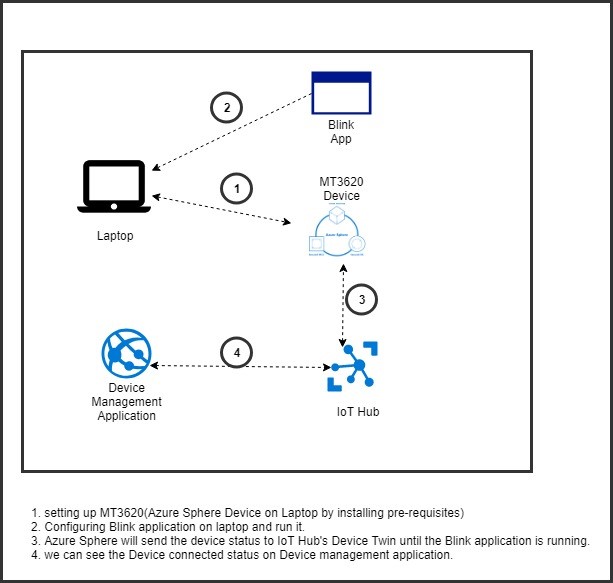 2
Blink
App
1
MT3620
Device
Azure Sphere
Laptop
3
4
Device
Management
Application
IoT Hub
1. setting up MT3620(Azure Sphere Device on Laptop by installing pre-requisites)
2. Configuring Blink application on laptop and run it.
3. Azure Sphere will send the device status to IoT Hub's Device Twin until the Blink application is running.
4. we can see the Device connected status on Device management application.